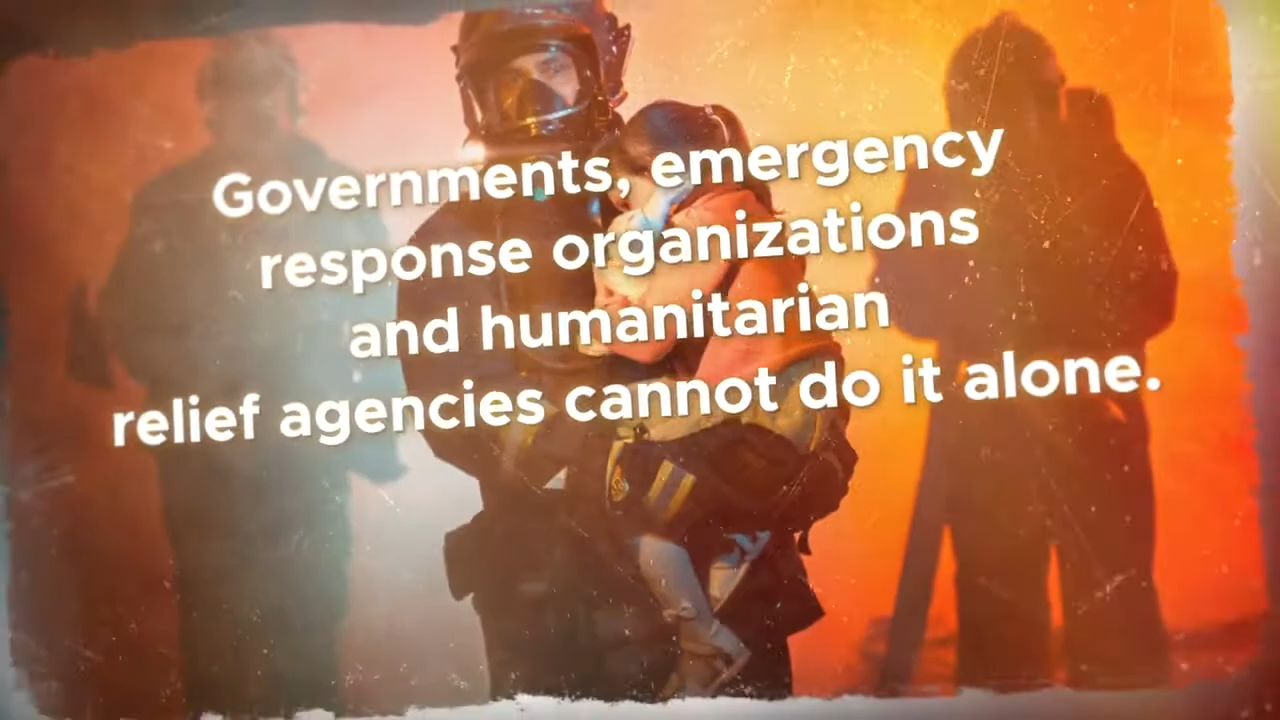 Governments, emergency
response organizations
and humanitarian
relief agencies cannot do it alone.